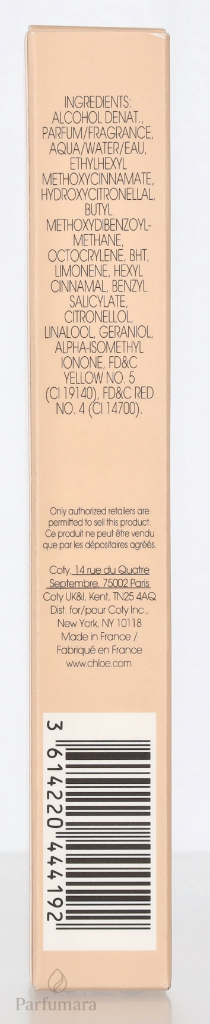 INGREDIENTS:
ALCOHOL DENAT.,
PARFUM/FRAGRANCE,
AQUA/WATER/EAU,
ETHYLHEXYL
METHOXYCINNAMATE,
HYDROXYCITRONELLAL,
BUTYL
METHOXYDIBENZOYL-
METHANE,
OCTOCRYLENE, BHT,
LIMONENE, HEXYL
CINNAMAL, BENZYL
SALICYLATE,
CITRONELLOL,
LINALOOL, GERANIOL,
ALPHA-ISOMETHYL
IONONE, FD&C
YELLOW NO. 5
(CI 19140), FD&C RED
NO. 4 (CI 14700).
Only authorized retailers are
permitted to sell this product.
Ce produit ne peut être vendu
que par les dépositaires agréés.
Coty, 14 rue du Quatre
Septembre, 75002 Paris
Coty UK&I, Kent, TN25 4AQ
Dist. for/pour Coty Inc.,
New York, NY 10118
Made in France /
Fabriqué en France
www.chloe.com
3 614220 444192
Parfumara